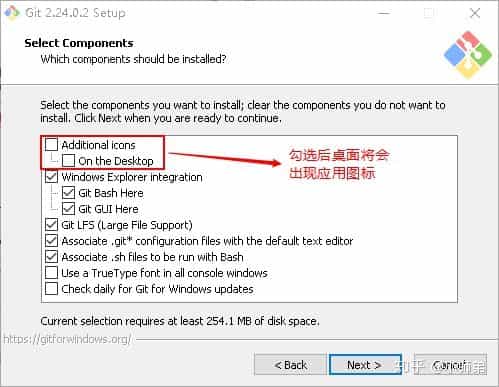 Git 2.24.0.2 Setup
Select Components
Which components should be installed?
Select the components you want to install; clear the components you do not want to
install. Click Next when you are ready to continue.
Additional icons
On the Desktop
勾选后桌面将会
出现应用图标
Windows Explorer integration
Git Bash Here
Git GUI Here
Git LFS (Large File Support)
Associate .git* configuration files with the default text editor
Associate .sh files to be run with Bash
Use a TrueType font in all console windows
Check daily for Git for Windows updates
Current selection requires at least 254.1 MB of disk space.
https://gitforwindows.org/
< Back
Next >
知乎